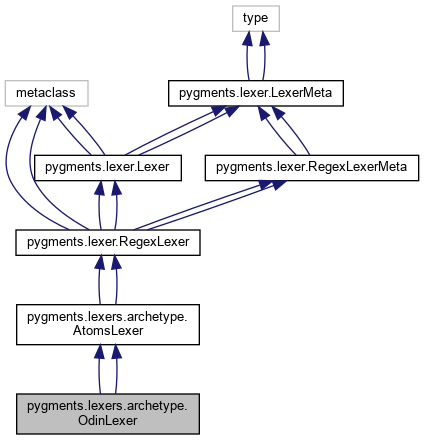 type
metaclass
pygments.lexer.LexerMeta
pygments.lexer.Lexer
pygments.lexer.RegexLexerMeta
pygments.lexer.RegexLexer
pygments.lexers.archetype.
AtomsLexer
pygments.lexers.archetype.
OdinLexer